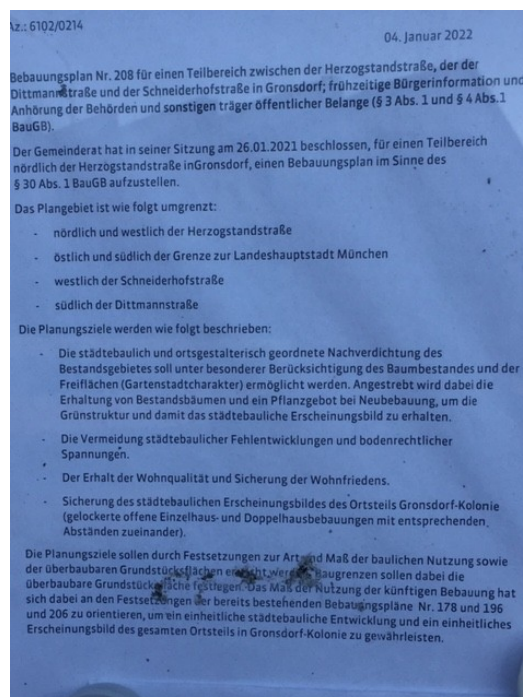 Az.: 6102/0214
04. Januar 2022
Bebauungsplan Nr. 208 für einen Teilbereich zwischen der Herzogstandstraße, der der
Dittmannstraße und der Schneiderhofstraße in Gronsdorf; frühzeitige Bürgerinformation und
Anhörung der Behörden und sonstigen träger öffentlicher Belange (§ 3 Abs. 1 und § 4 Abs.1
BauGB).
Der Gemeinderat hat in seiner Sitzung am 26.01.2021 beschlossen, für einen Teilbereich
nördlich der Herzogstandstraße inGronsdorf, einen Bebauungsplan im Sinne des
§ 30 Abs. 1 BauGB aufzustellen.
Das Plangebiet ist wie folgt umgrenzt:
- nördlich und westlich der Herzogstandstraße
- östlich und südlich der Grenze zur Landeshauptstadt München
- westlich der Schneiderhofstraße
- südlich der Dittmannstraße
Die Planungsziele werden wie folgt beschrieben:
- Die städtebaulich und ortsgestalterisch geordnete Nachverdichtung des
Bestandsgebietes soll unter besonderer Berücksichtigung des Baumbestandes und der
Freiflächen (Gartenstadtcharakter) ermöglicht werden. Angestrebt wird dabei die
Erhaltung von Bestandsbäumen und ein Pflanzgebot bei Neubebauung, um die
Grünstruktur und damit das städtebauliche Erscheinungsbild zu erhalten.
- Die Vermeidung städtebaulicher Fehlentwicklungen und bodenrechtlicher
Spannungen.
- Der Erhalt der Wohnqualität und Sicherung der Wohnfriedens.
- Sicherung des städtebaulichen Erscheinungsbildes des Ortsteils Gronsdorf-Kolonie
(gelockerte offene Einzelhaus- und Doppelhausbebauungen mit entsprechenden
Abständen zueinander).
Die Planungsziele sollen durch Festsetzungen zur Art und Maß der baulichen Nutzung sowie
der überbaubaren Grundstücksflächen erreicht werden. Baugrenzen sollen dabei die
überbaubare Grundstücksfläche festlegen. Das Maß der Nutzung der künftigen Bebauung hat
sich dabei an den Festsetzungen der bereits bestehenden Bebauungspläne Nr. 178 und 196
und 206 zu orientieren, um ein einheitliche städtebauliche Entwicklung und ein einheitliches
Erscheinungsbild des gesamten Ortsteils in Gronsdorf-Kolonie zu gewährleisten.